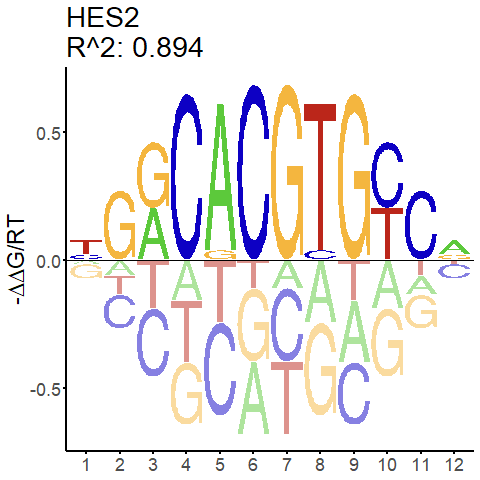 HES2
R^2: 0.894
-ΔΔG/RT
0.5
0.0
-0.5
T G G C A C G T G C C A
C A G T C
G A A G C G
G A T A T T A A T A T C
T T A T T G C A A A
C C T C G C G G
G A T C G
1 2 3 4 5 6 7 8 9 10 11 12